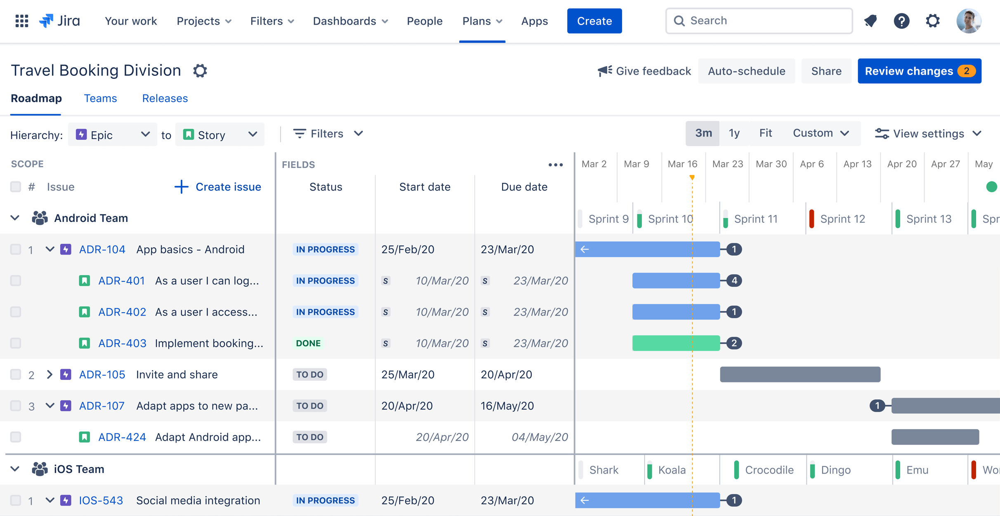 Jira Your work Projects Filters Dashboards People Plans Apps Create Search
Travel Booking Division Give feedback Auto-schedule Share Review changes 2
Roadmap Teams Releases
Hierarchy: Epic to Story Filters 3m 1y Fit Custom View settings
SCOPE FIELDS ••• Mar 2 Mar 9 Mar 16 Mar 23 Mar 30 Apr 6 Apr 13 Apr 20 Apr 27 May
# Issue + Create issue Status Start date Due date
Android Team Sprint 9 Sprint 10 Sprint 11 Sprint 12 Sprint 13 Spr
1 ADR-104 App basics - Android IN PROGRESS 25/Feb/20 23/Mar/20 1
ADR-401 As a user I can log... IN PROGRESS S 10/Mar/20 S 23/Mar/20 4
ADR-402 As a user I access... IN PROGRESS S 10/Mar/20 S 23/Mar/20 1
ADR-403 Implement booking... DONE S 10/Mar/20 S 23/Mar/20 2
2 ADR-105 Invite and share TO DO 25/Mar/20 20/Apr/20
3 ADR-107 Adapt apps to new pa... TO DO 20/Apr/20 16/May/20 1
ADR-424 Adapt Android app... TO DO 20/Apr/20 04/May/20
iOS Team Shark Koala Crocodile Dingo Emu Wo
1 IOS-543 Social media integration IN PROGRESS 25/Feb/20 23/Mar/20 1